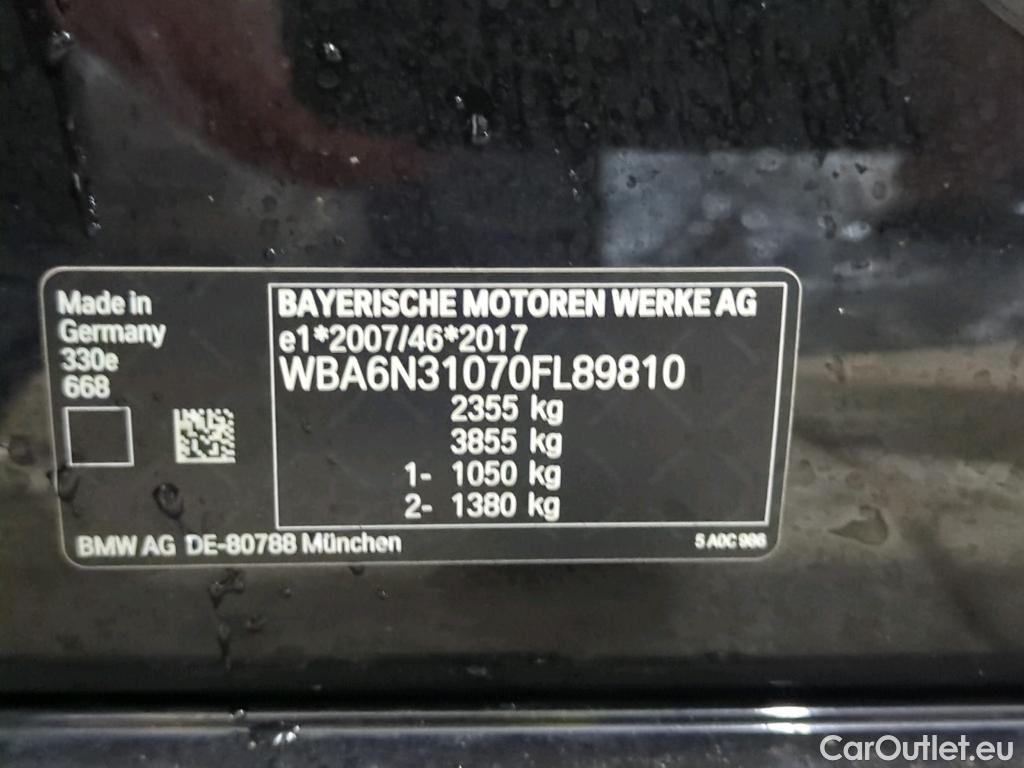 Made in
Germany
330e
668
BAYERISCHE MOTOREN WERKE AG
e1*2007/46*2017
WBA6N31070FL89810
2355 kg
3855 kg
1- 1050 kg
2- 1380 kg
BMW AG DE-80788 München
5 A0C 986
CarOutlet.eu